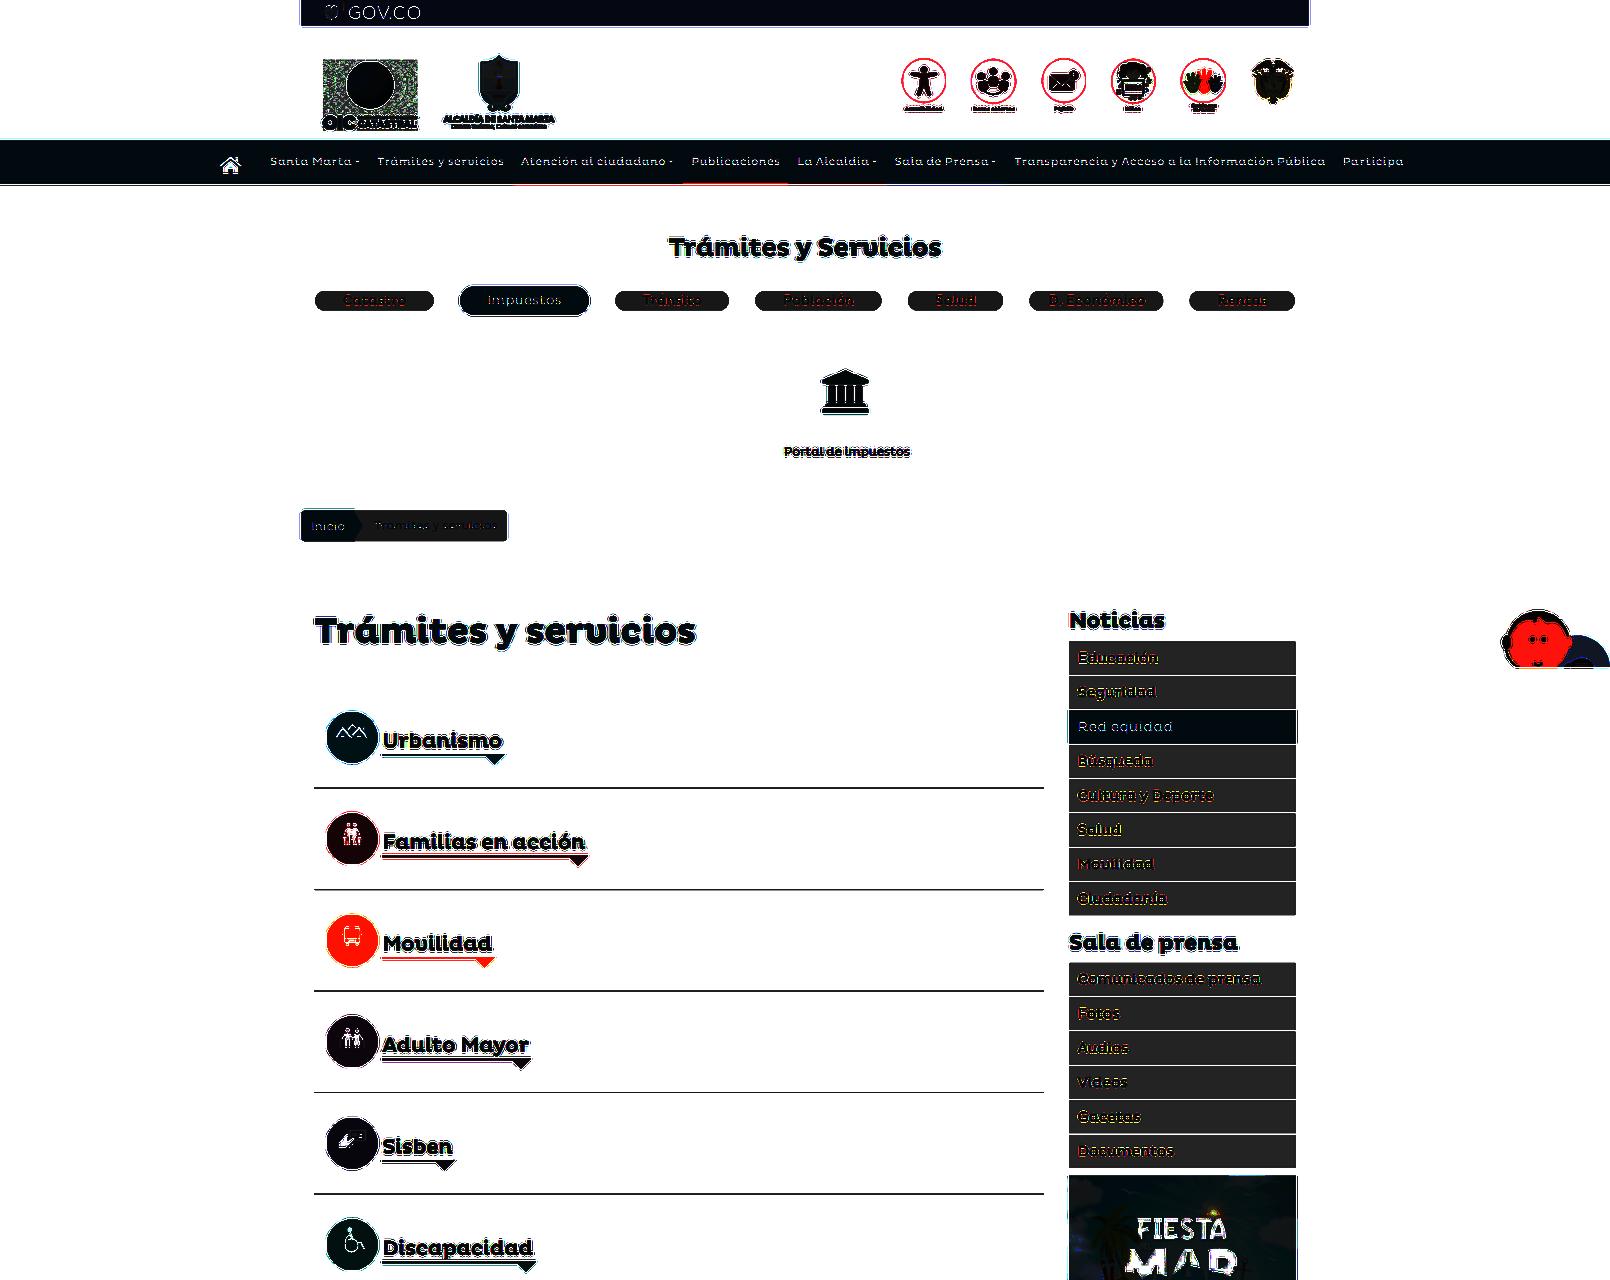 GOV.CO
ALCALDÍA DE SANTA MARTA
Santa Marta
Trámites y servicios
Atención al ciudadano
Publicaciones
La Alcaldía
Sala de Prensa
Transparencia y Acceso a la Información Pública
Participa
Trámites y Servicios
Catastro
Impuestos
Tránsito
Población
Salud
D. Económico
Rentas
Portal de Impuestos
Inicio
Trámites y servicios
Trámites y servicios
Urbanismo
Familias en acción
Movilidad
Adulto Mayor
Sisben
Discapacidad
Noticias
Educación
Seguridad
Red equidad
Búsqueda
Cultura y Deporte
Salud
Movilidad
Ciudadanía
Sala de prensa
Comunicados de prensa
Fotos
Audios
Videos
Gacetas
Documentos
FIESTA
MAR